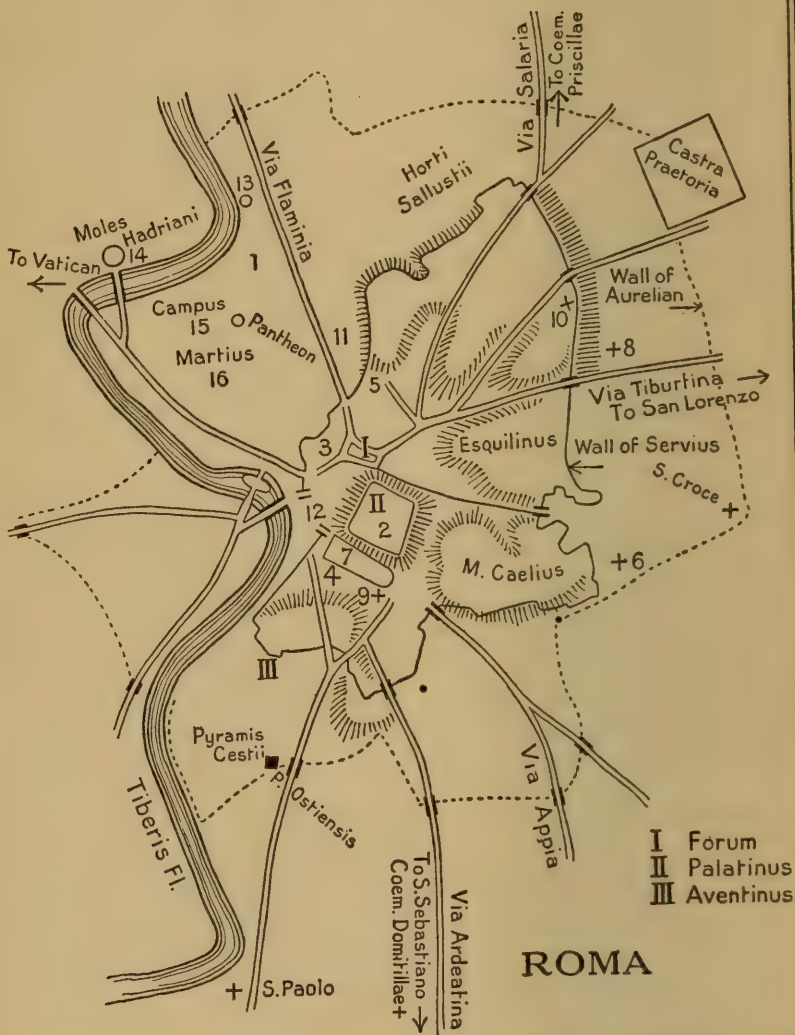 Via Salaria
To Coem.
Priscillae
Castra
Praetoria
Horti
Sallustii
Via Flaminia
13
Moles
Hadriani
14
To Vatican
1
Campus
15
Pantheon
Martius
16
11
5
10
Wall of
Aurelian
+8
Via Tiburtina
To San Lorenzo
3
I
Esquilinus
Wall of Servius
S. Croce
+
12
II
2
7
4
+
9+
M. Caelius
+6
III
Pyramis
Cestii
P. Ostiensis
Tiberis Fl.
Via
Appia
I Forum
II Palatinus
III Aventinus
To S. Sebastiano
Coem. Domitillae+
Via Ardeatina
ROMA
+ S. Paolo